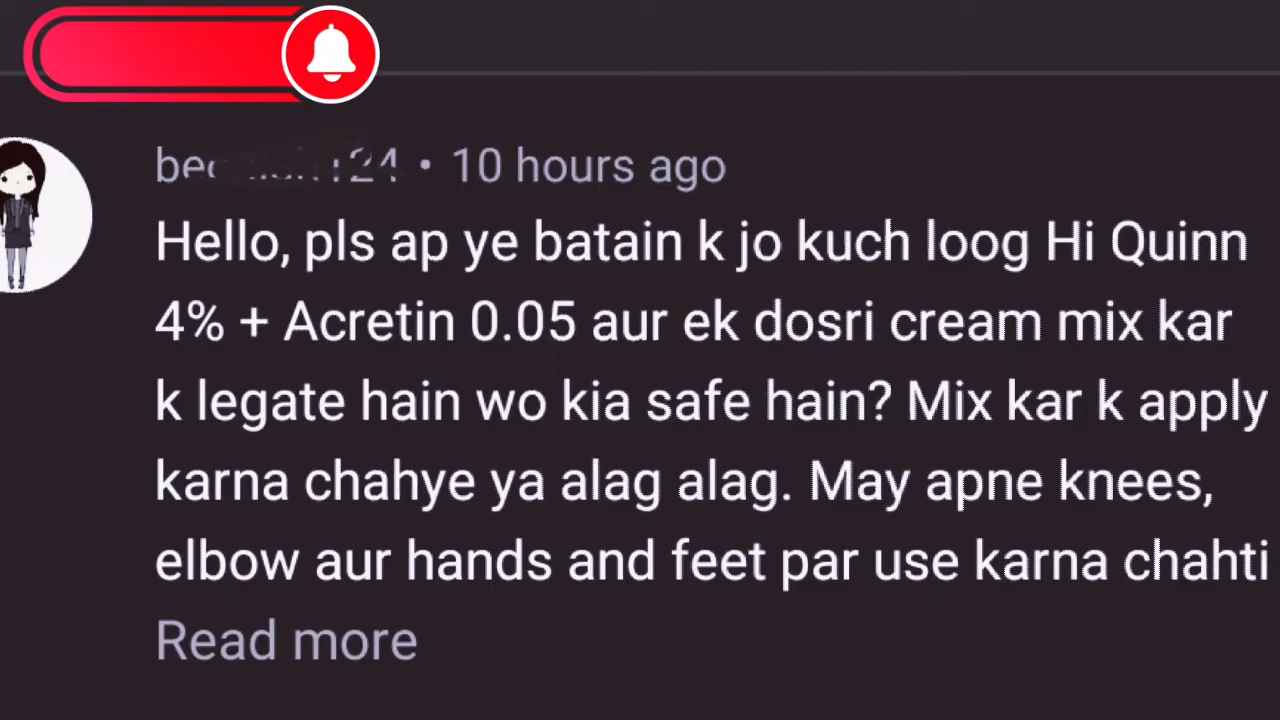 10 hours ago
Hello, pls ap ye batain k jo kuch loog Hi Quinn
4% + Acretin 0.05 aur ek dosri cream mix kar
k legate hain wo kia safe hain? Mix kar k apply
karna chahye ya alag alag. May apne knees,
elbow aur hands and feet par use karna chahti
Read more